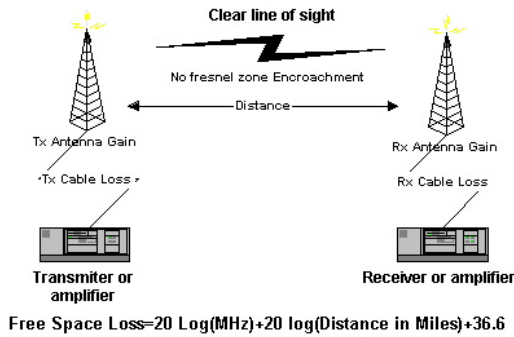 Clear line of sight
No fresnel zone Encroachment
Distance
Tx Antenna Gain
Rx Antenna Gain
Tx Cable Loss
Rx Cable Loss
Transmiter or
amplifier
Receiver or amplifier
Free Space Loss=20 Log(MHz)+20 log(Distance in Miles)+36.6